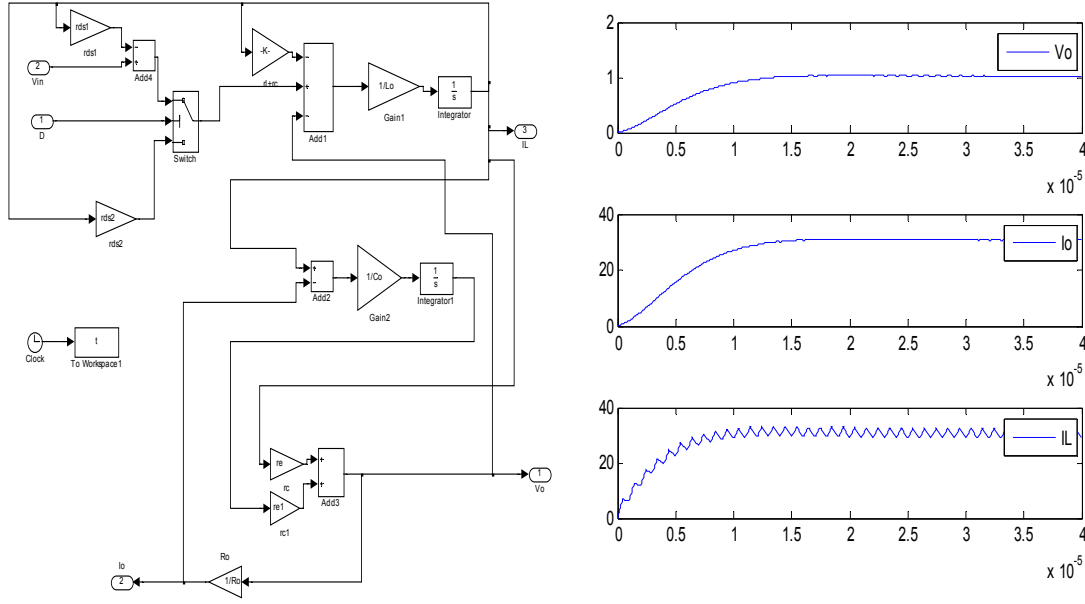 rds1
rds1
-
+
Add4
2
Vin
1
D
Switch
rds2
rds2
-K-
rl+rc
-
+
-
Add1
1/Lo
Gain1
1
s
Integrator
3
IL
+
-
Add2
1/Co
Gain2
1
s
Integrator1
Clock
t
To Workspace1
re
rc
re1
rc1
+
+
Add3
1
Vo
Io
2
Ro
1/Ro
2
1
0
Vo
0 0.5 1 1.5 2 2.5 3 3.5 4
x 10⁻⁵
40
20
0
Io
0 0.5 1 1.5 2 2.5 3 3.5 4
x 10⁻⁵
40
20
0
IL
0 0.5 1 1.5 2 2.5 3 3.5 4
x 10⁻⁵